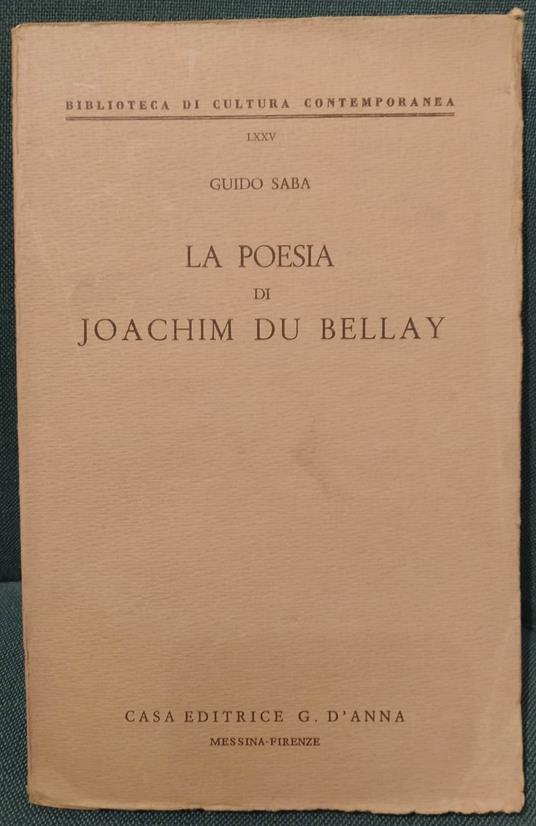 BIBLIOTECA DI CULTURA CONTEMPORANEA
LXXV
GUIDO SABA
LA POESIA
DI
JOACHIM DU BELLAY
CASA EDITRICE G. D'ANNA
MESSINA-FIRENZE